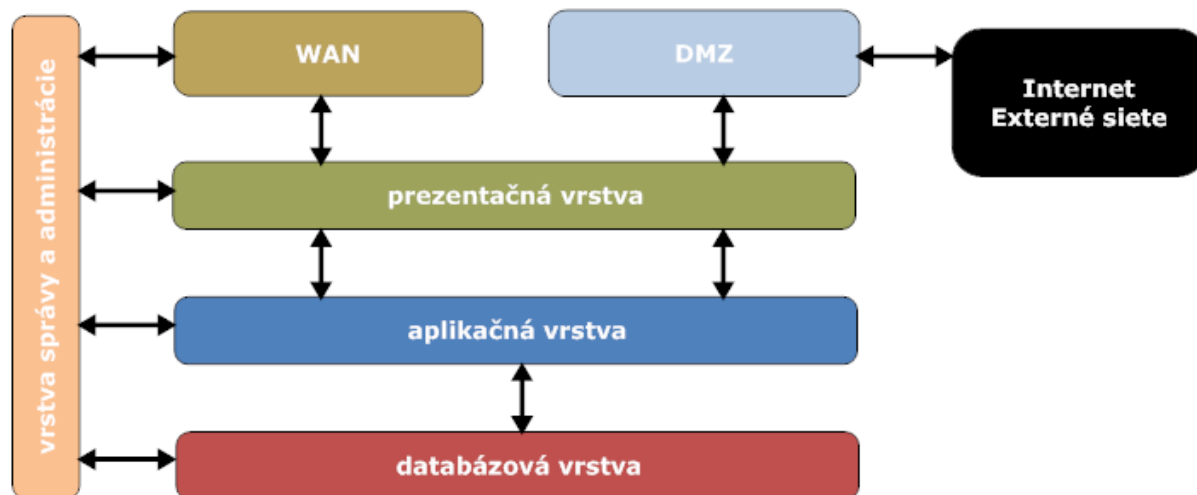 WAN
DMZ
Internet
Externé siete
vrstva správy a administrácie
prezentačná vrstva
aplikačná vrstva
databázová vrstva